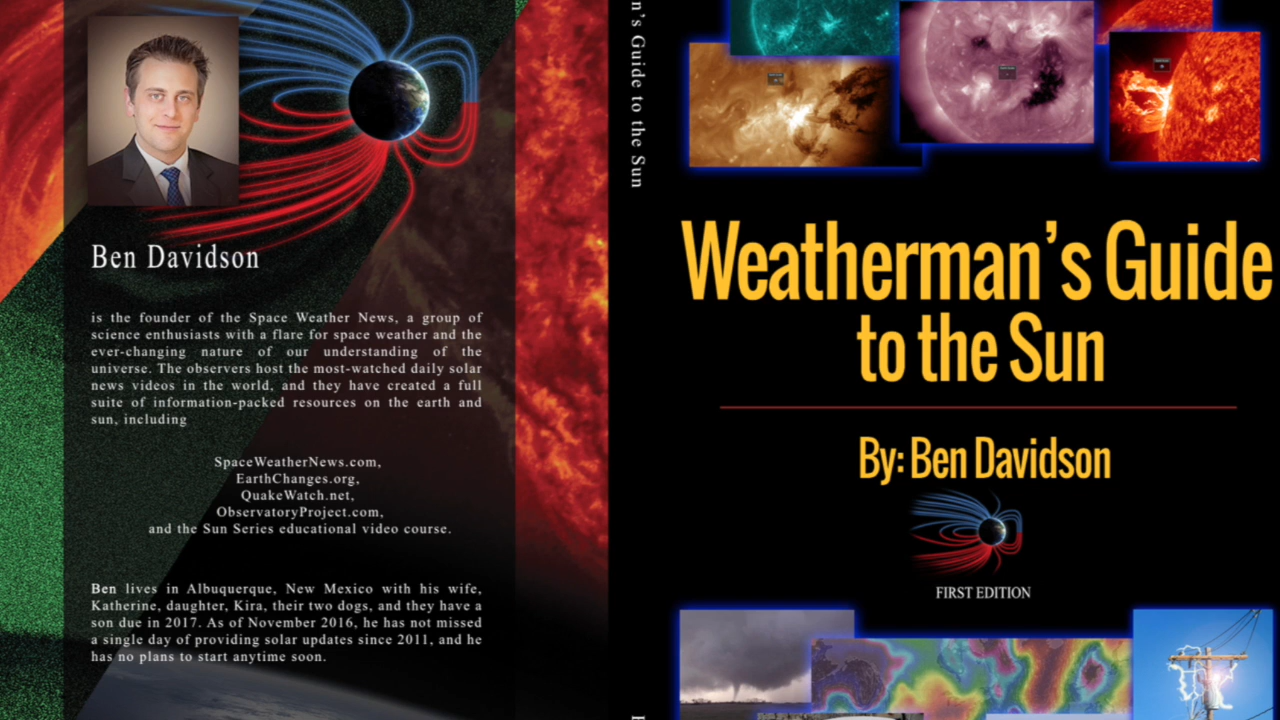 Ben Davidson
is the founder of the Space Weather News, a group of
science enthusiasts with a flare for space weather and the
ever-changing nature of our understanding of the
universe. The observers host the most-watched daily solar
news videos in the world, and they have created a full
suite of information-packed resources on the earth and
sun, including
SpaceWeatherNews.com,
EarthChanges.org,
QuakeWatch.net,
ObservatoryProject.com,
and the Sun Series educational video course.
Ben lives in Albuquerque, New Mexico with his wife,
Katherine, daughter, Kira, their two dogs, and they have a
son due in 2017. As of November 2016, he has not missed
a single day of providing solar updates since 2011, and he
has no plans to start anytime soon.
n's Guide to the Sun
Weatherman's Guide
to the Sun
By: Ben Davidson
FIRST EDITION